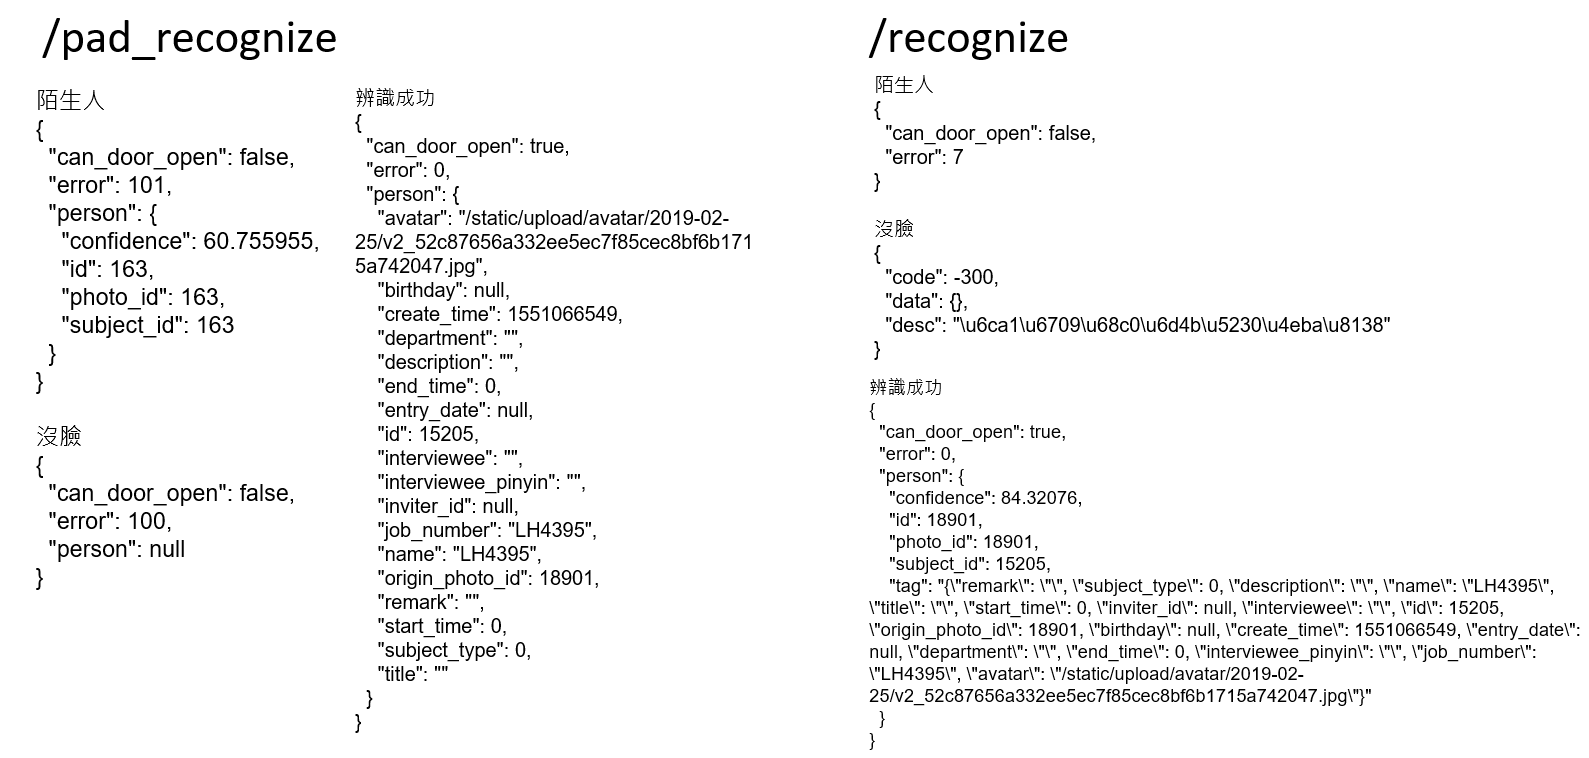 /pad_recognize
陌生人
{
"can_door_open": false,
"error": 101,
"person": {
"confidence": 60.755955,
"id": 163,
"photo_id": 163,
"subject_id": 163
}
}
沒臉
{
"can_door_open": false,
"error": 100,
"person": null
}
辨識成功
{
"can_door_open": true,
"error": 0,
"person": {
"avatar": "/static/upload/avatar/2019-02-
25/v2_52c87656a332ee5ec7f85cec8bf6b171
5a742047.jpg",
"birthday": null,
"create_time": 1551066549,
"department": "",
"description": "",
"end_time": 0,
"entry_date": null,
"id": 15205,
"interviewee": "",
"interviewee_pinyin": "",
"inviter_id": null,
"job_number": "LH4395",
"name": "LH4395",
"origin_photo_id": 18901,
"remark": "",
"start_time": 0,
"subject_type": 0,
"title": ""
}
}
/recognize
陌生人
{
"can_door_open": false,
"error": 7
}
沒臉
{
"code": -300,
"data": {},
"desc": "\u6ca1\u6709\u68c0\u6d4b\u5230\u4eba\u8138"
}
辨識成功
{
"can_door_open": true,
"error": 0,
"person": {
"confidence": 84.32076,
"id": 18901,
"photo_id": 18901,
"subject_id": 15205,
"tag": "{\"remark\": \"\", \"subject_type\": 0, \"description\": \"\", \"name\": \"LH4395\",
\"title\": \"\", \"start_time\": 0, \"inviter_id\": null, \"interviewee\": \"\", \"id\": 15205,
\"origin_photo_id\": 18901, \"birthday\": null, \"create_time\": 1551066549, \"entry_date\":
null, \"department\": \"\", \"end_time\": 0, \"interviewee_pinyin\": \"\", \"job_number\":
\"LH4395\", \"avatar\": \"/static/upload/avatar/2019-02-
25/v2_52c87656a332ee5ec7f85cec8bf6b1715a742047.jpg\"}"
}
}